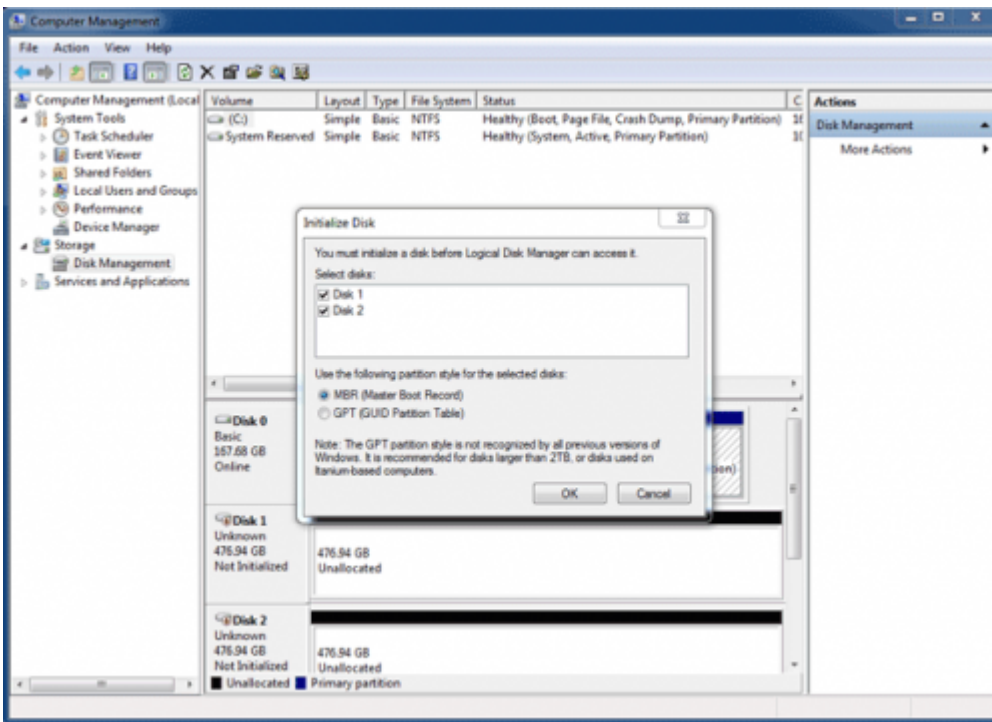 Computer Management
File Action View Help
Computer Management (Local
System Tools
Task Scheduler
Event Viewer
Shared Folders
Local Users and Groups
Performance
Device Manager
Storage
Disk Management
Services and Applications
Volume Layout Type File System Status C
(C:) Simple Basic NTFS Healthy (Boot, Page File, Crash Dump, Primary Partition)
System Reserved Simple Basic NTFS Healthy (System, Active, Primary Partition)
Actions
Disk Management
More Actions
Initialize Disk
You must initialize a disk before Logical Disk Manager can access it.
Select disks:
Disk 1
Disk 2
Use the following partition style for the selected disks:
MBR (Master Boot Record)
GPT (GUID Partition Table)
Note: The GPT partition style is not recognized by all previous versions of
Windows. It is recommended for disks larger than 2TB, or disks used on
Itanium-based computers.
OK Cancel
Disk 0
Basic
167.68 GB
Online
Disk 1
Unknown
476.94 GB
Not Initialized
476.94 GB
Unallocated
Disk 2
Unknown
476.94 GB
Not Initialized
476.94 GB
Unallocated
Unallocated Primary partition